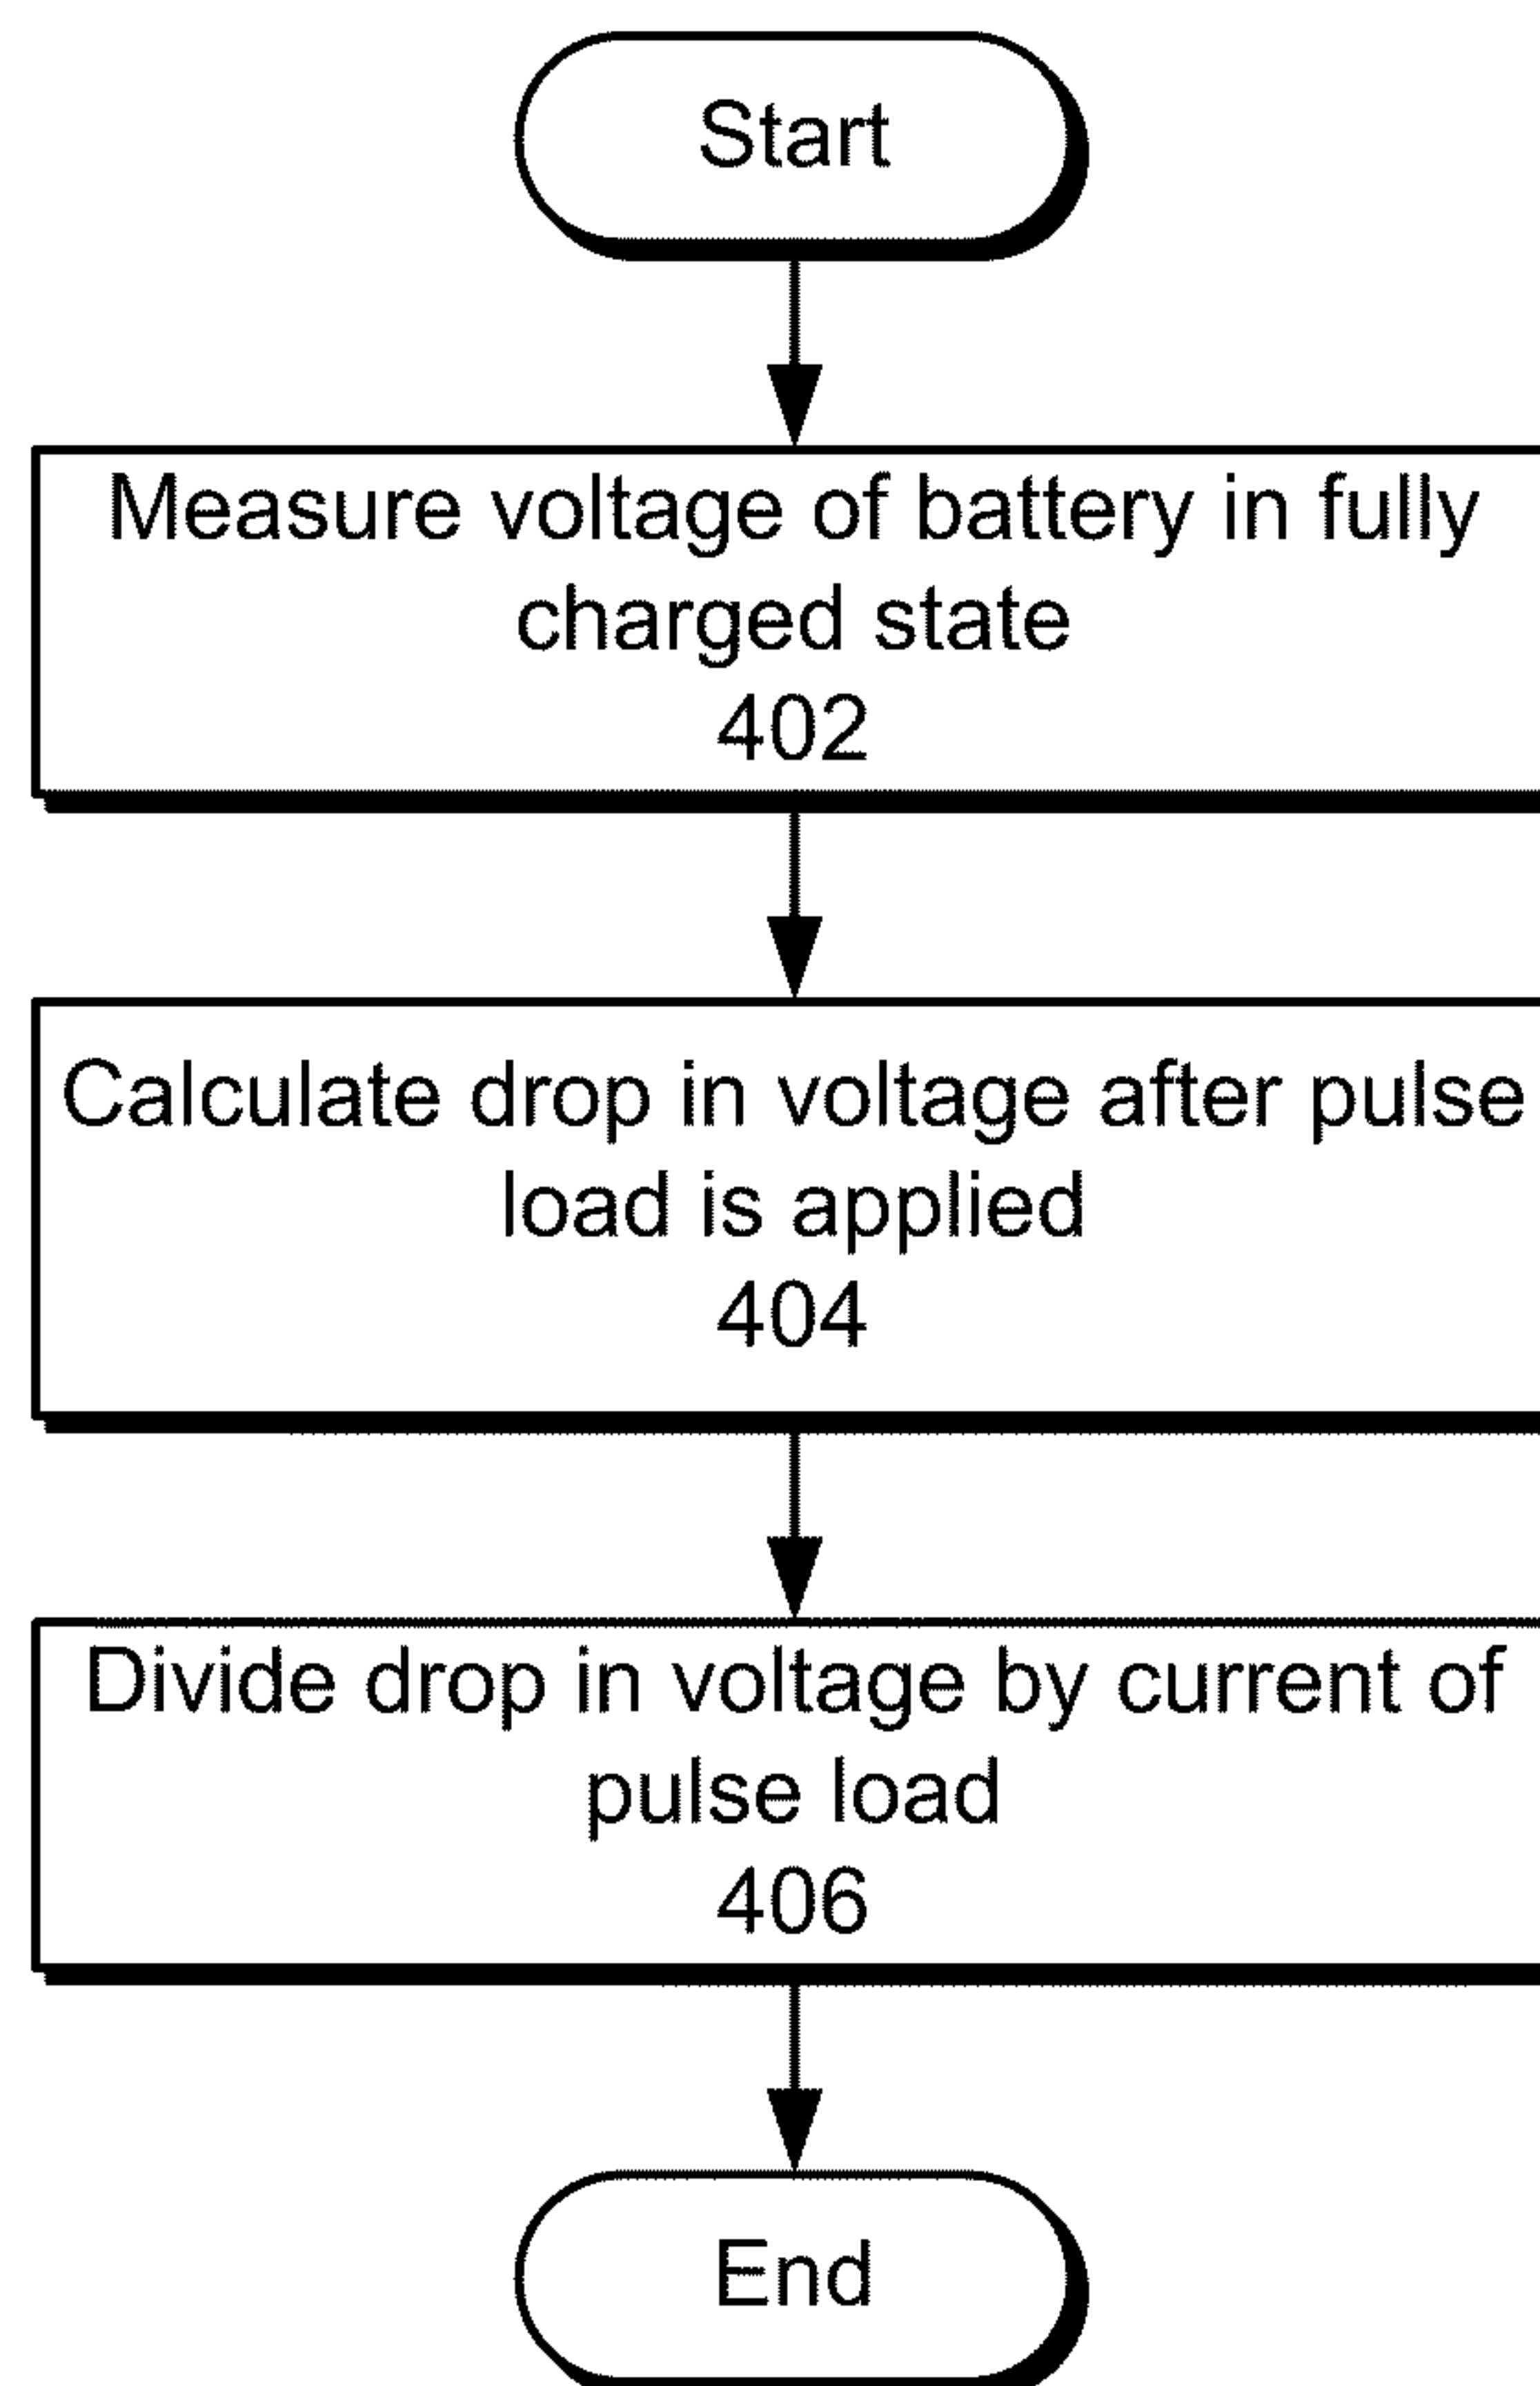 Start
Measure voltage of battery in fully
charged state
402
Calculate drop in voltage after pulse
load is applied
404
Divide drop in voltage by current of
pulse load
406
End